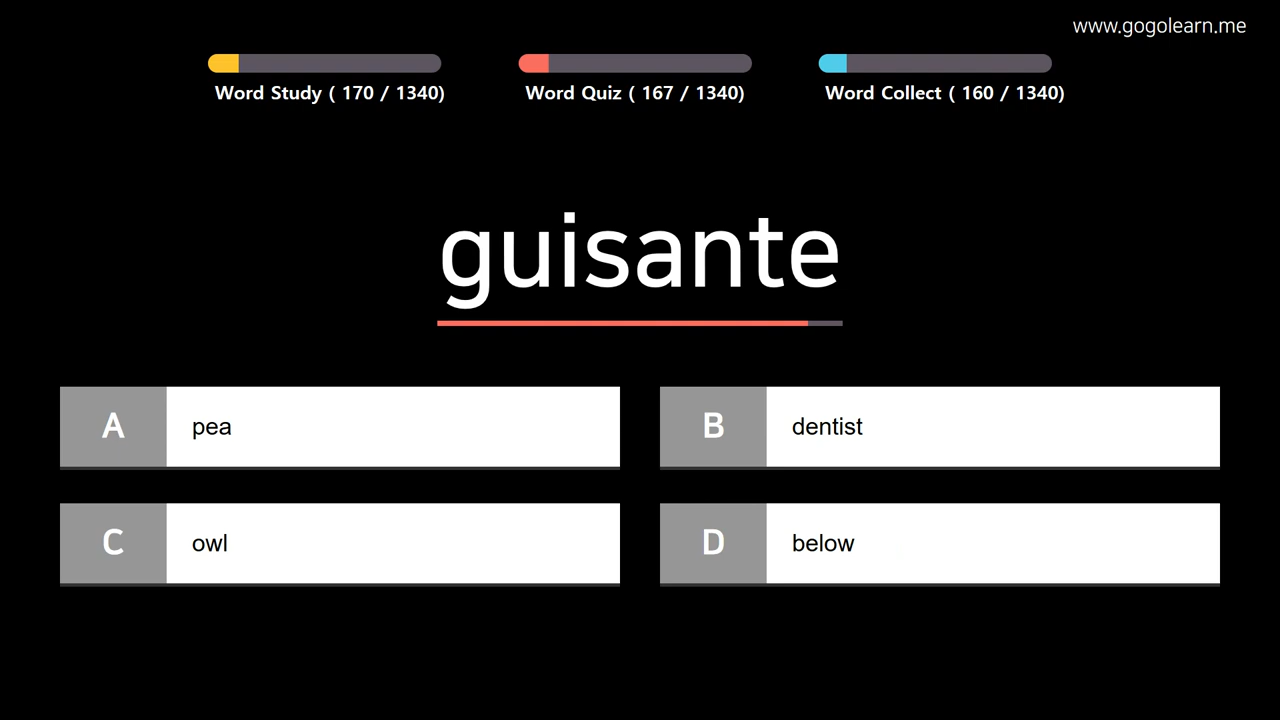 www.gogolearn.me
Word Study ( 170 / 1340)
Word Quiz ( 167 / 1340)
Word Collect ( 160 / 1340)
guisante
A
pea
B
dentist
C
owl
D
below